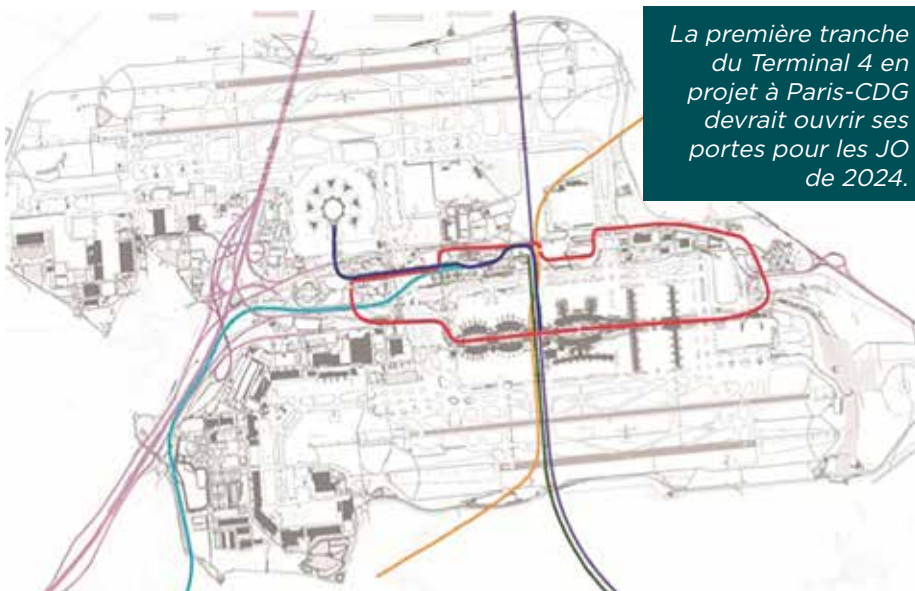 La première tranche
du Terminal 4 en
projet à Paris-CDG
devrait ouvrir ses
portes pour les JO
de 2024.